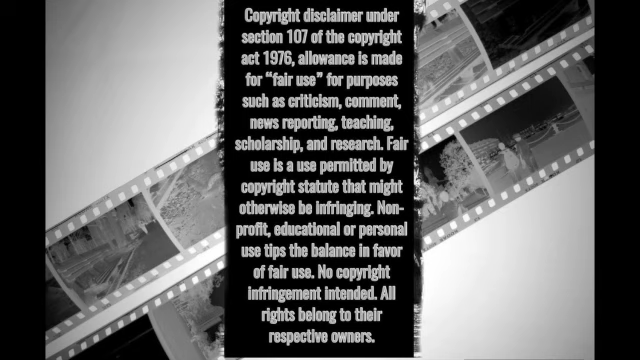 Copyright disclaimer under
section 107 of the copyright
act 1976, allowance is made
for “fair use” for purposes
such as criticism, comment,
news reporting, teaching,
scholarship, and research. Fair
use is a use permitted by
copyright statute that might
otherwise be infringing. Non-
profit, educational or personal
use tips the balance in favor
of fair use. No copyright
infringement intended. All
rights belong to their
respective owners.